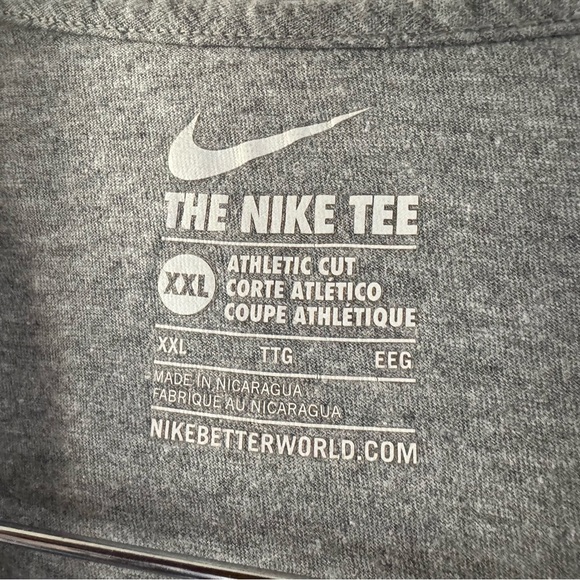 THE NIKE TEE
XXL
ATHLETIC CUT
CORTE ATLÉTICO
COUPE ATHLÉTIQUE
XXL TTG EEG
MADE IN NICARAGUA
FABRIQUE AU NICARAGUA
NIKEBETTERWORLD.COM